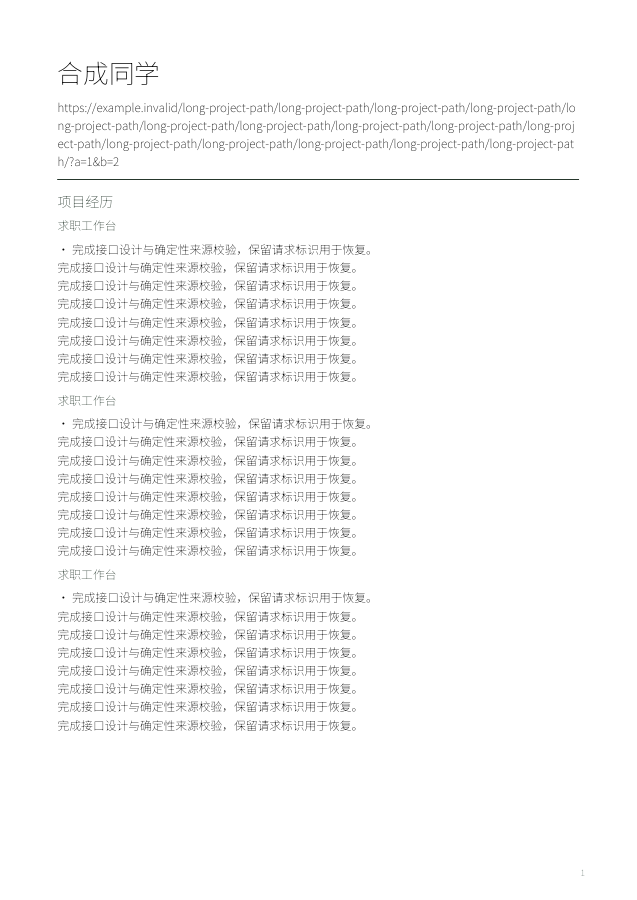 合成同学
https://example.invalid/long-project-path/long-project-path/long-project-path/long-project-path/lo
ng-project-path/long-project-path/long-project-path/long-project-path/long-project-path/long-proj
ect-path/long-project-path/long-project-path/long-project-path/long-project-path/long-project-pat
h/?a=1&b=2
项目经历
求职工作台
• 完成接口设计与确定性来源校验，保留请求标识用于恢复。
完成接口设计与确定性来源校验，保留请求标识用于恢复。
完成接口设计与确定性来源校验，保留请求标识用于恢复。
完成接口设计与确定性来源校验，保留请求标识用于恢复。
完成接口设计与确定性来源校验，保留请求标识用于恢复。
完成接口设计与确定性来源校验，保留请求标识用于恢复。
完成接口设计与确定性来源校验，保留请求标识用于恢复。
完成接口设计与确定性来源校验，保留请求标识用于恢复。
求职工作台
• 完成接口设计与确定性来源校验，保留请求标识用于恢复。
完成接口设计与确定性来源校验，保留请求标识用于恢复。
完成接口设计与确定性来源校验，保留请求标识用于恢复。
完成接口设计与确定性来源校验，保留请求标识用于恢复。
完成接口设计与确定性来源校验，保留请求标识用于恢复。
完成接口设计与确定性来源校验，保留请求标识用于恢复。
完成接口设计与确定性来源校验，保留请求标识用于恢复。
完成接口设计与确定性来源校验，保留请求标识用于恢复。
求职工作台
• 完成接口设计与确定性来源校验，保留请求标识用于恢复。
完成接口设计与确定性来源校验，保留请求标识用于恢复。
完成接口设计与确定性来源校验，保留请求标识用于恢复。
完成接口设计与确定性来源校验，保留请求标识用于恢复。
完成接口设计与确定性来源校验，保留请求标识用于恢复。
完成接口设计与确定性来源校验，保留请求标识用于恢复。
完成接口设计与确定性来源校验，保留请求标识用于恢复。
完成接口设计与确定性来源校验，保留请求标识用于恢复。
1